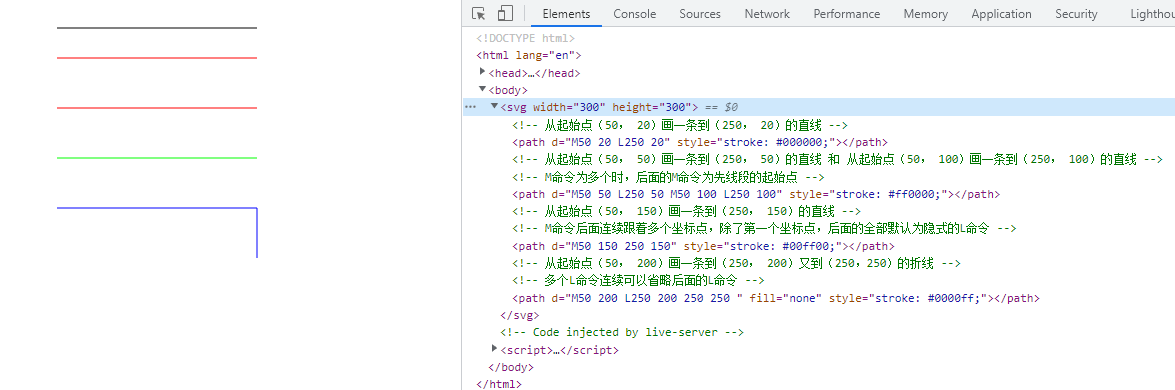 Elements Console Sources Network Performance Memory Application Security Lighthou
<!DOCTYPE html>
<html lang="en">
<head>…</head>
<body>
<svg width="300" height="300"> == $0
<!-- 从起始点（50， 20）画一条到（250， 20）的直线 -->
<path d="M50 20 L250 20" style="stroke: #000000;"></path>
<!-- 从起始点（50， 50）画一条到（250， 50）的直线 和 从起始点（50， 100）画一条到（250， 100）的直线 -->
<!-- M命令为多个时，后面的M命令为先线段的起始点 -->
<path d="M50 50 L250 50 M50 100 L250 100" style="stroke: #ff0000;"></path>
<!-- 从起始点（50， 150）画一条到（250， 150）的直线 -->
<!-- M命令后面连续跟着多个坐标点，除了第一个坐标点，后面的全部默认为隐式的L命令 -->
<path d="M50 150 250 150" style="stroke: #00ff00;"></path>
<!-- 从起始点（50， 200）画一条到（250， 200）又到（250，250）的折线 -->
<!-- 多个L命令连续可以省略后面的L命令 -->
<path d="M50 200 L250 200 250 250 " fill="none" style="stroke: #0000ff;"></path>
</svg>
<!-- Code injected by live-server -->
<script>…</script>
</body>
</html>